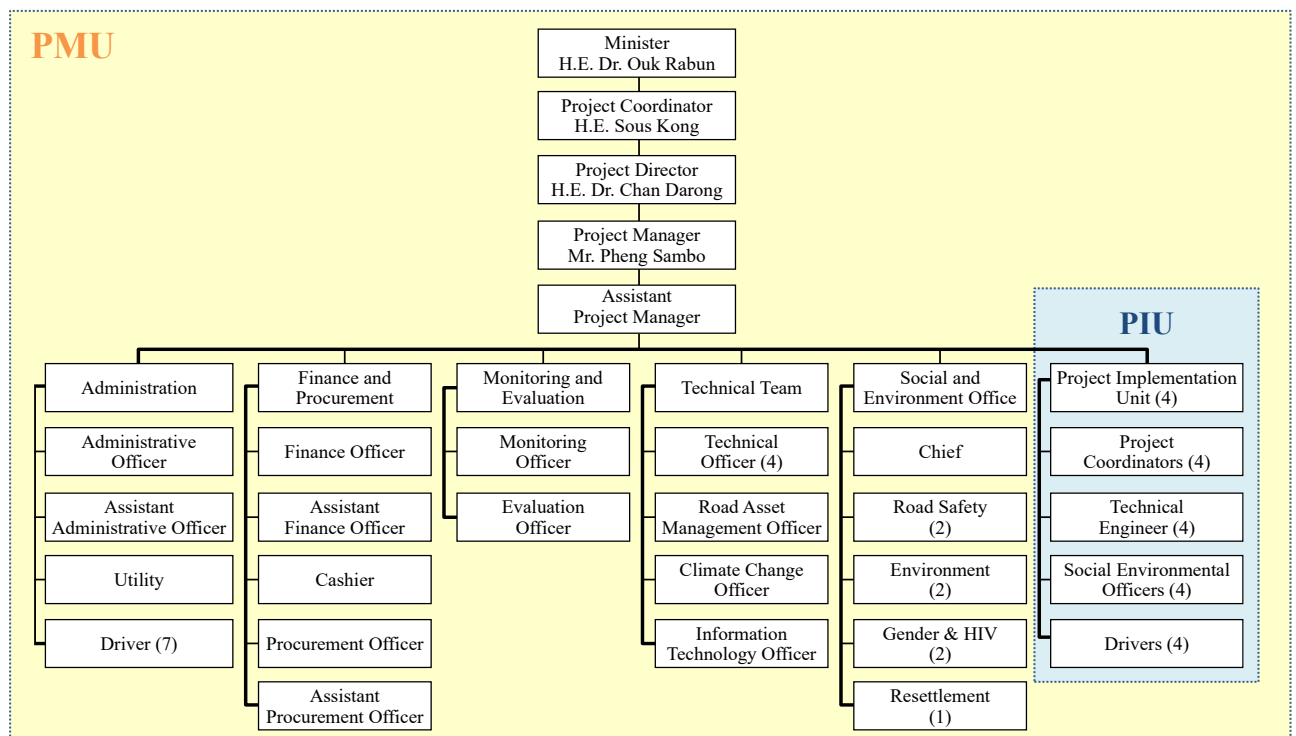 PMU
Minister
H.E. Dr. Ouk Rabun
Project Coordinator
H.E. Sous Kong
Project Director
H.E. Dr. Chan Darong
Project Manager
Mr. Pheng Sambo
Assistant
Project Manager
PIU
Administration
Administrative
Officer
Assistant
Administrative Officer
Utility
Driver (7)
Finance and
Procurement
Finance Officer
Assistant
Finance Officer
Cashier
Procurement Officer
Assistant
Procurement Officer
Monitoring and
Evaluation
Monitoring
Officer
Evaluation
Officer
Technical Team
Technical
Officer (4)
Road Asset
Management Officer
Climate Change
Officer
Information
Technology Officer
Social and
Environment Office
Chief
Road Safety
(2)
Environment
(2)
Gender & HIV
(2)
Resettlement
(1)
Project Implementation
Unit (4)
Project
Coordinators (4)
Technical
Engineer (4)
Social Environmental
Officers (4)
Drivers (4)